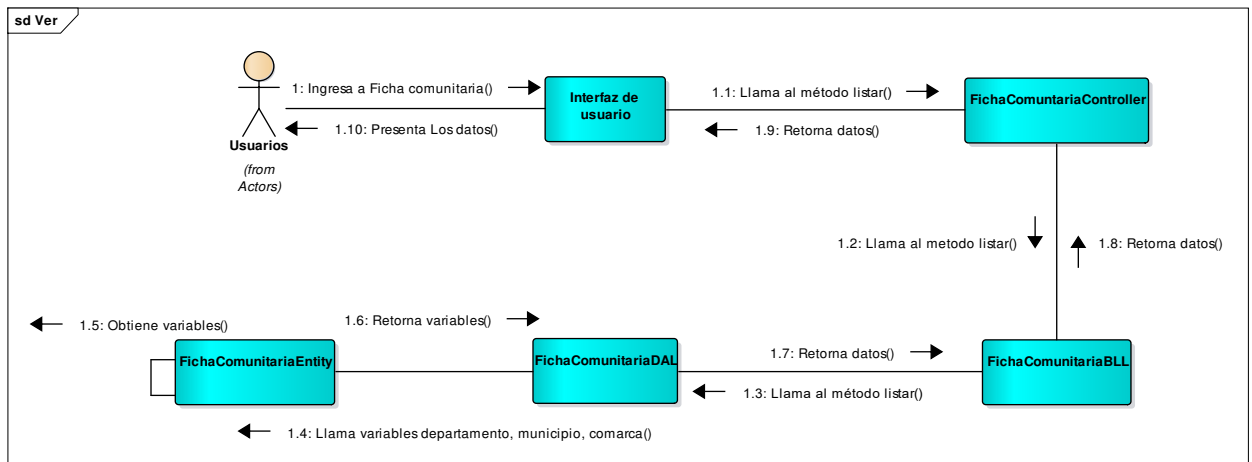 sd Ver
1: Ingresa a Ficha comunitaria()
Interfaz de
usuario
1.1: Llama al método listar()
FichaComuntariaController
1.10: Presenta Los datos()
1.9: Retorna datos()
Usuarios
(from
Actors)
1.2: Llama al metodo listar()
1.8: Retorna datos()
1.5: Obtiene variables()
1.6: Retorna variables()
FichaComunitariaEntity
FichaComunitariaDAL
1.7: Retorna datos()
FichaComunitariaBLL
1.3: Llama al método listar()
1.4: Llama variables departamento, municipio, comarca()